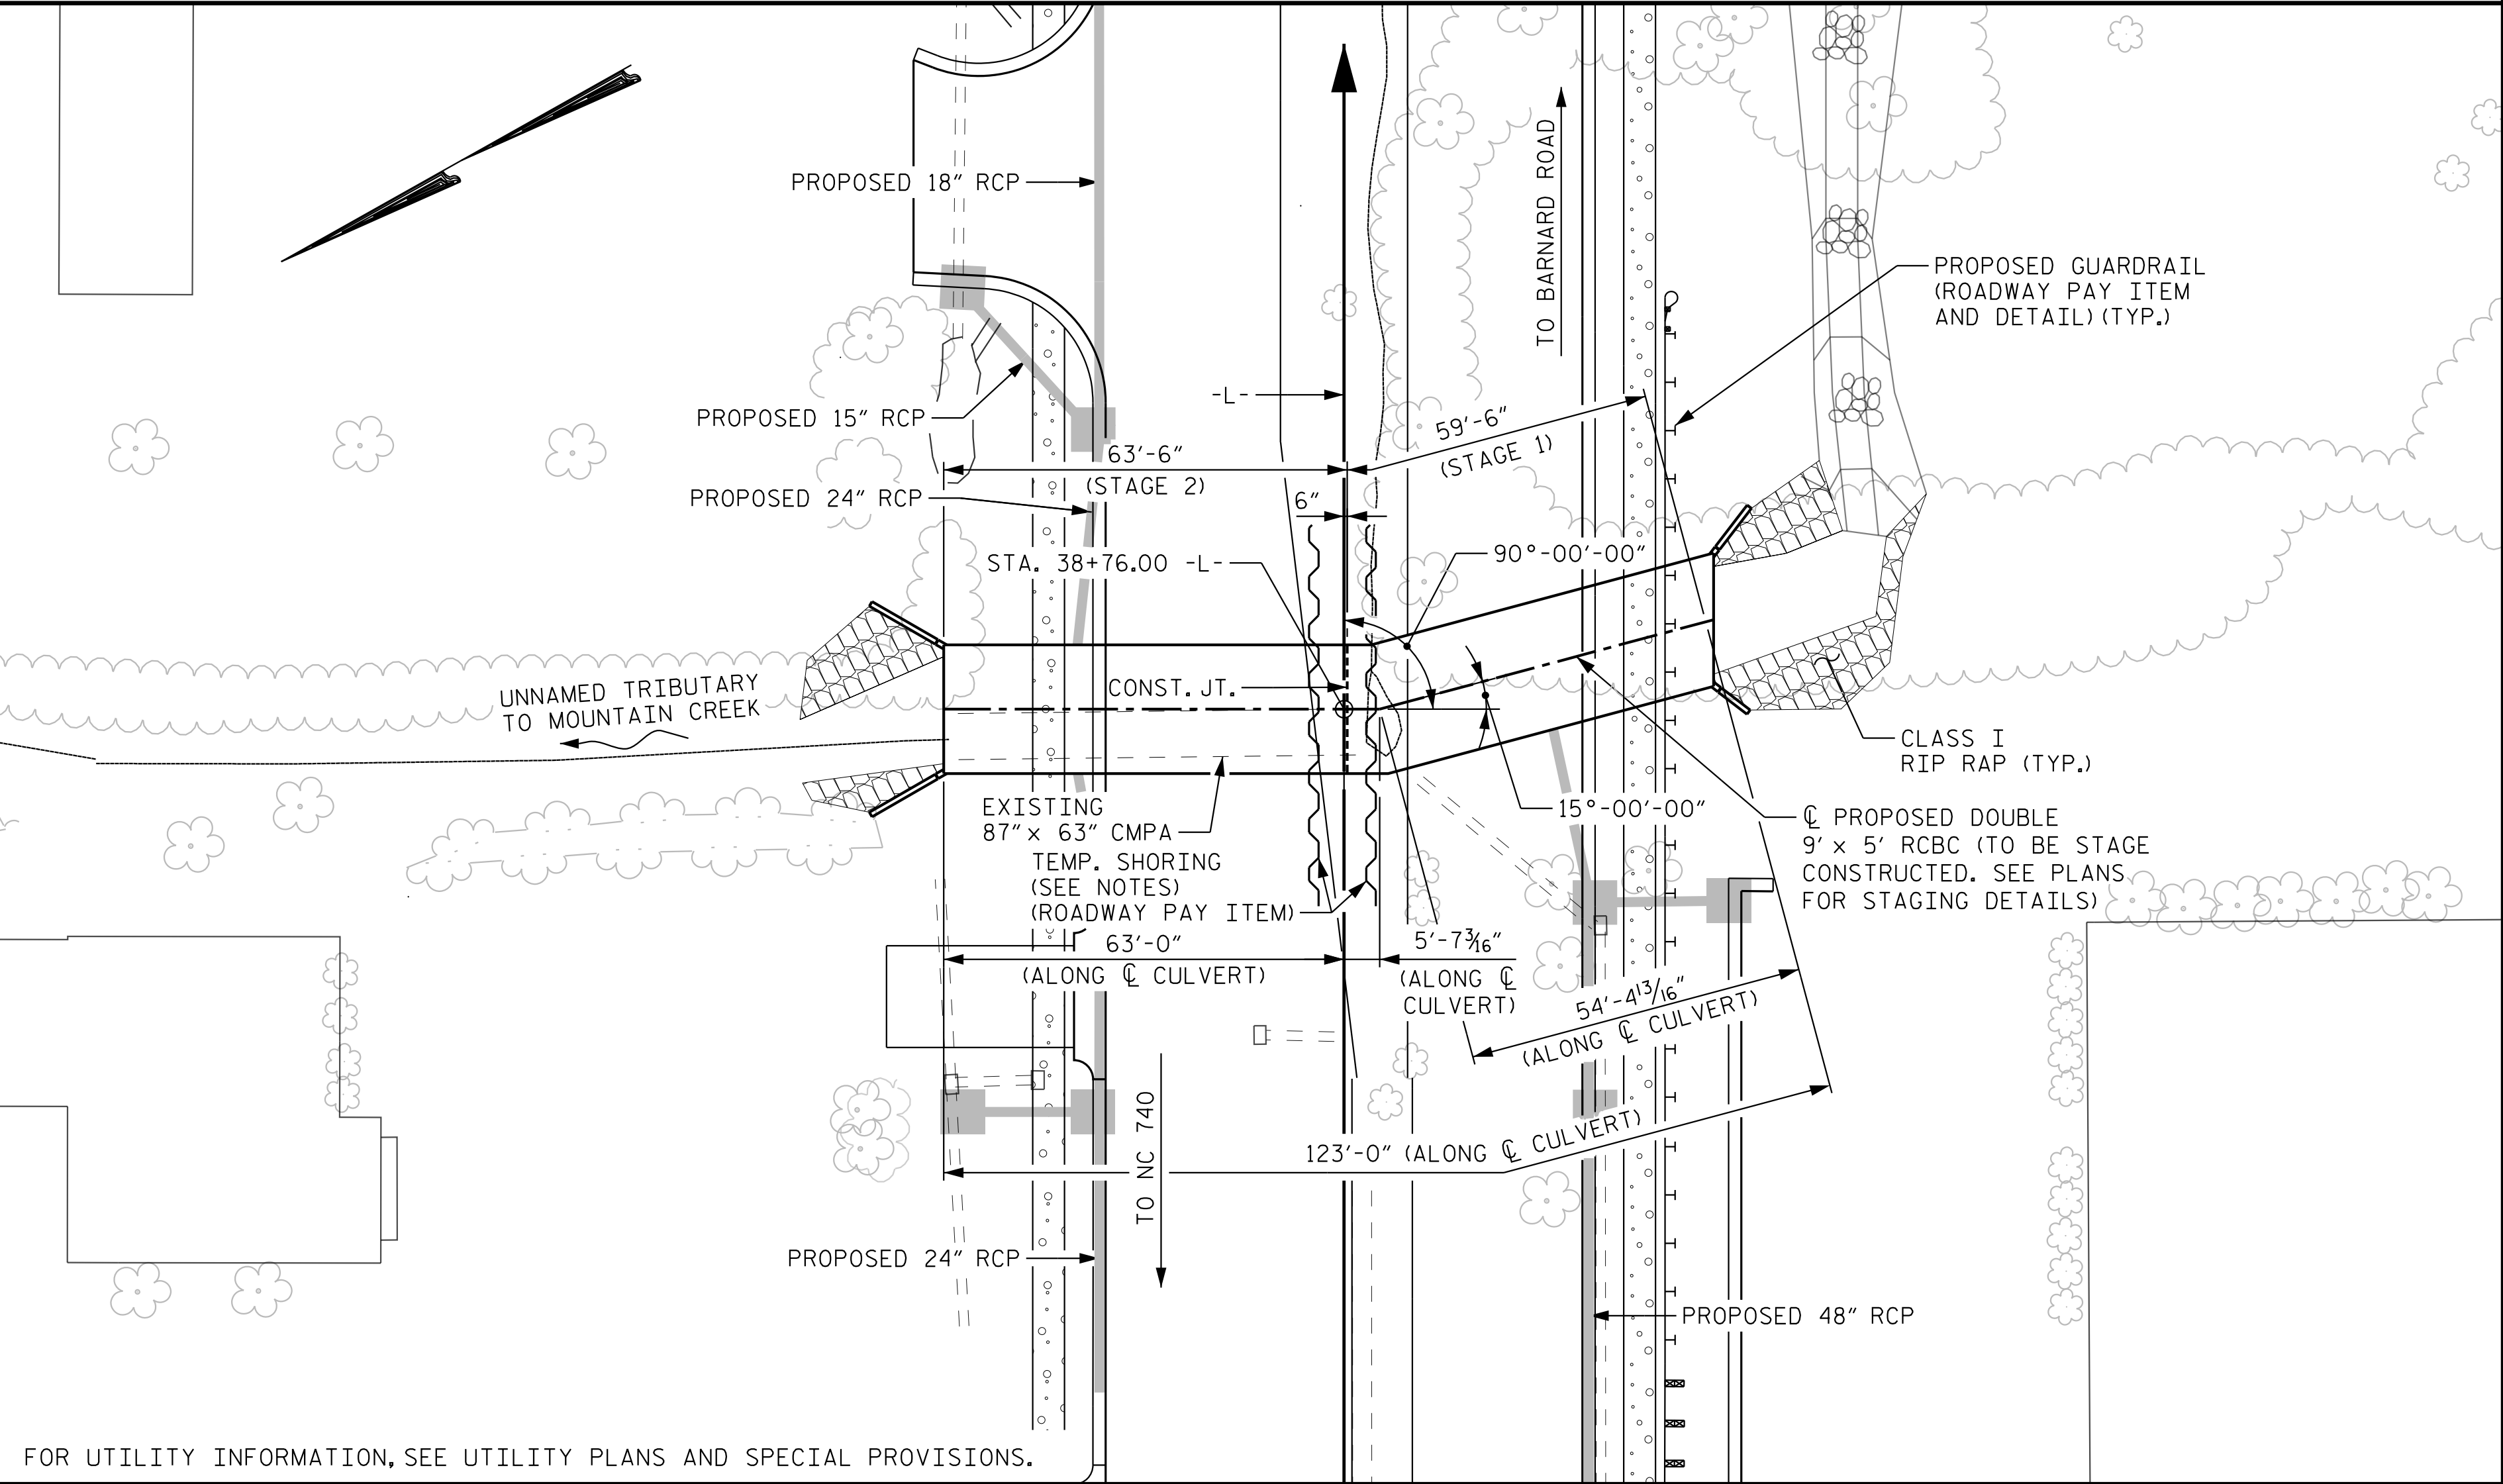 PROPOSED 18" RCP
TO BARNARD ROAD
PROPOSED GUARDRAIL
(ROADWAY PAY ITEM
AND DETAIL) (TYP.)
-L-
PROPOSED 15" RCP
59'-6"
(STAGE 1)
63'-6"
(STAGE 2)
PROPOSED 24" RCP
6"
STA. 38+76.00 -L-
90°-00'-00"
UNNAMED TRIBUTARY
TO MOUNTAIN CREEK
CONST. JT.
CLASS I
RIP RAP (TYP.)
EXISTING
87" x 63" CMPA
15°-00'-00"
℄ PROPOSED DOUBLE
9' x 5' RCBC (TO BE STAGE
CONSTRUCTED. SEE PLANS
FOR STAGING DETAILS)
TEMP. SHORING
(SEE NOTES)
(ROADWAY PAY ITEM)
63'-0"
(ALONG ℄ CULVERT)
5'-7 3/16"
(ALONG ℄
CULVERT)
54'-4 13/16"
(ALONG ℄ CULVERT)
123'-0" (ALONG ℄ CULVERT)
TO NC 740
PROPOSED 24" RCP
PROPOSED 48" RCP
FOR UTILITY INFORMATION, SEE UTILITY PLANS AND SPECIAL PROVISIONS.